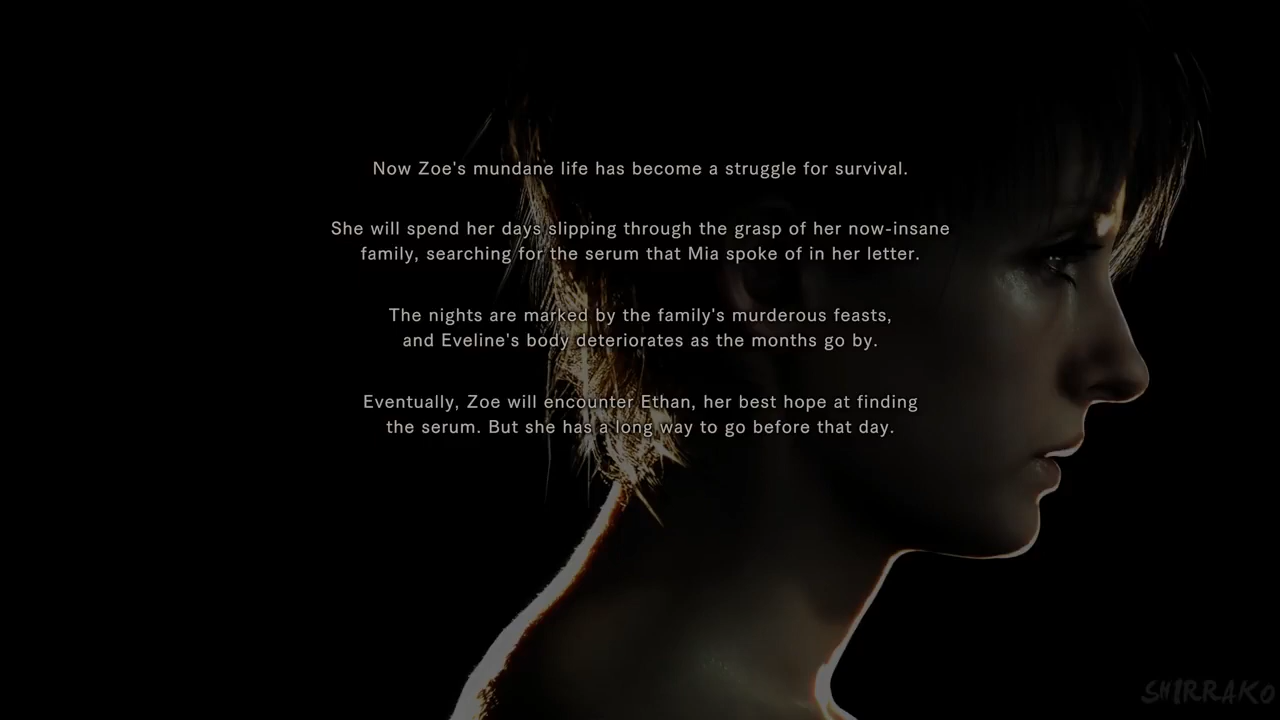 Now Zoe's mundane life has become a struggle for survival.
She will spend her days slipping through the grasp of her now-insane
family, searching for the serum that Mia spoke of in her letter.
The nights are marked by the family's murderous feasts,
and Eveline's body deteriorates as the months go by.
Eventually, Zoe will encounter Ethan, her best hope at finding
the serum. But she has a long way to go before that day.
SHIRRAKO